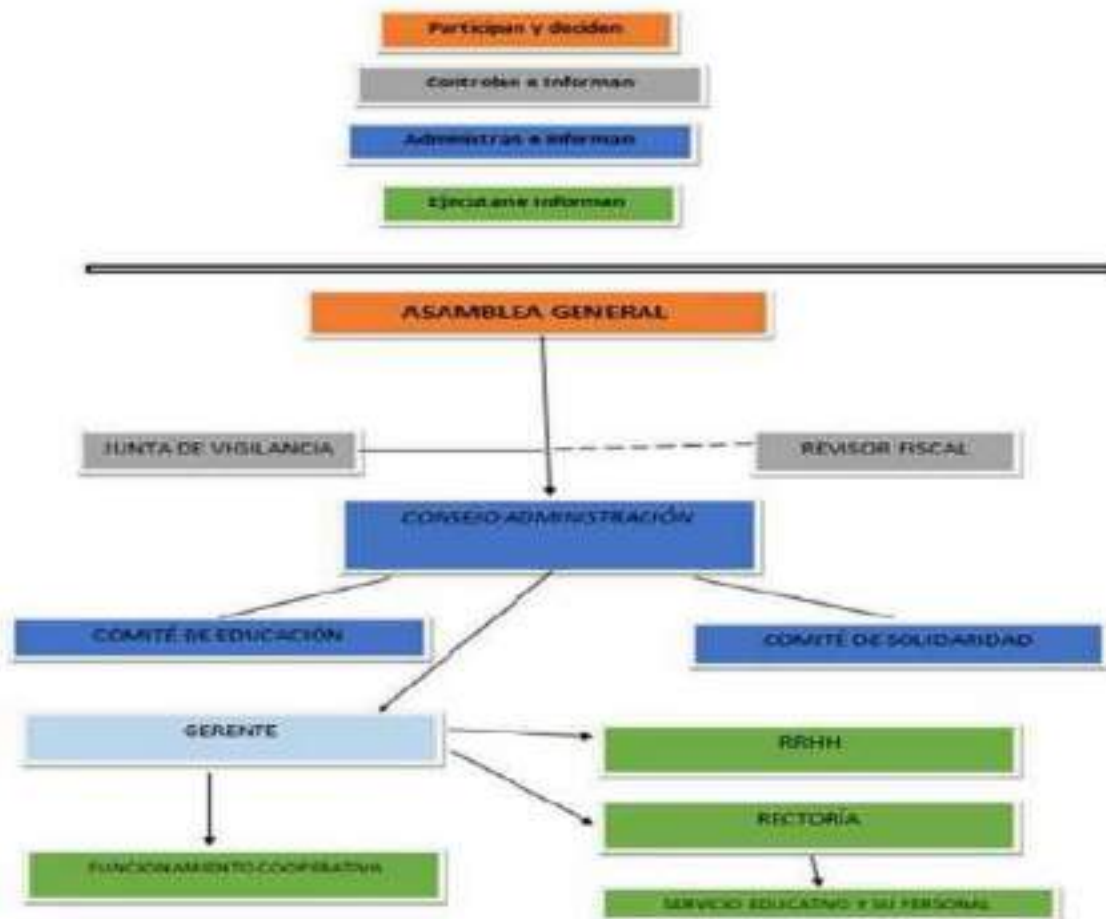 Participan y deciden
Controlan e Informan
Administran e informan
Ejecutan e Informan
ASAMBLEA GENERAL
JUNTA DE VIGILANCIA
REVISOR FISCAL
CONSEJO ADMINISTRACIÓN
COMITÉ DE EDUCACIÓN
COMITÉ DE SOLIDARIDAD
GERENTE
RRHH
RECTORÍA
FUNCIONAMIENTO COOPERATIVA
SERVICIO EDUCATIVO Y SU PERSONAL